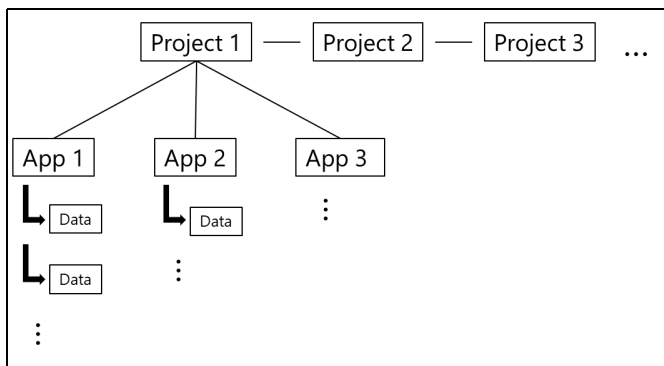 Project 1
Project 2
Project 3
...
App 1
App 2
App 3
Data
Data
Data